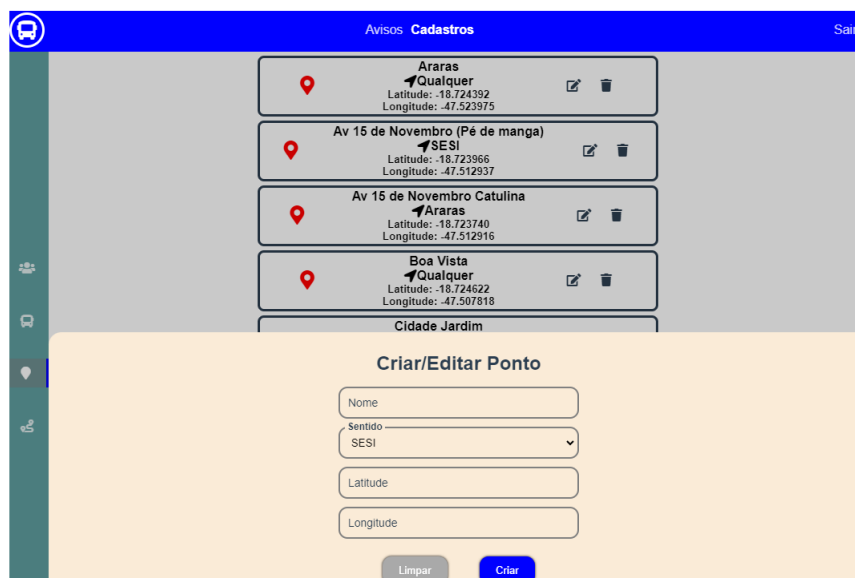 Avisos Cadastros
Sair
Araras
Qualquer
Latitude: -18.724392
Longitude: -47.523975
Av 15 de Novembro (Pé de manga)
SESI
Latitude: -18.723966
Longitude: -47.512937
Av 15 de Novembro Catulina
Araras
Latitude: -18.723740
Longitude: -47.512916
Boa Vista
Qualquer
Latitude: -18.724622
Longitude: -47.507818
Cidade Jardim
Criar/Editar Ponto
Nome
Sentido
SESI
Latitude
Longitude
Limpar
Criar